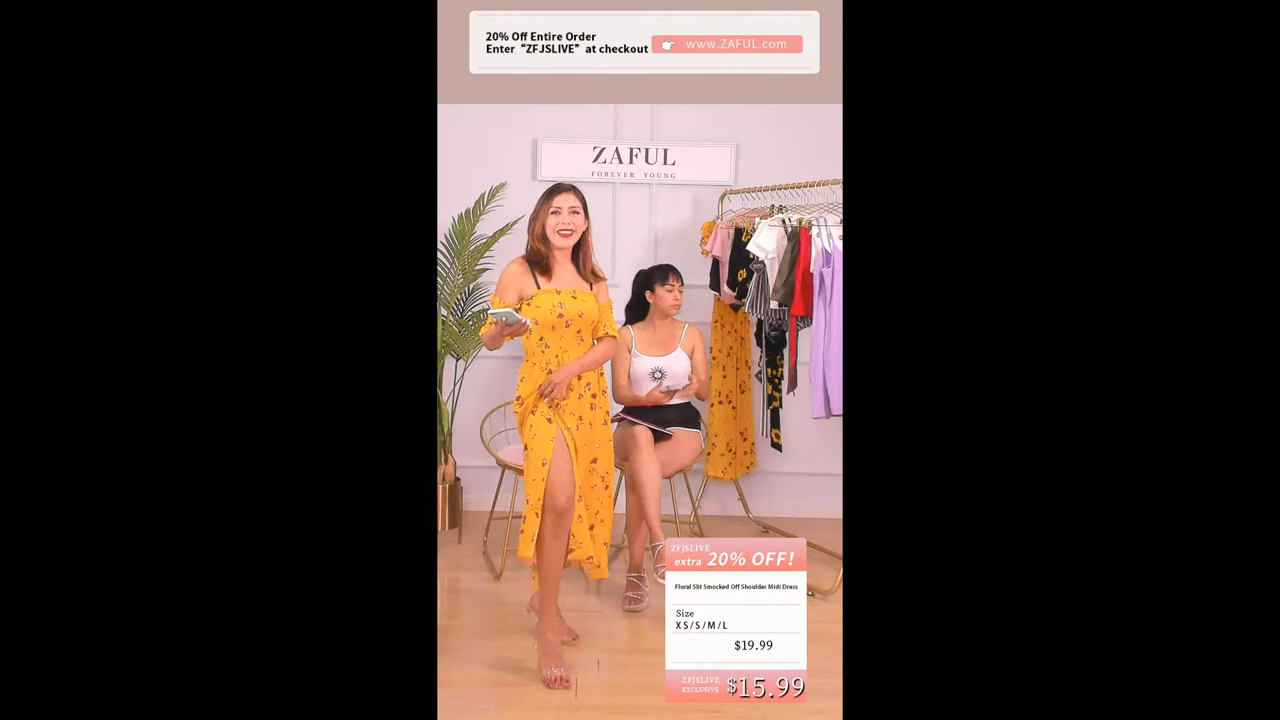 20% Off Entire Order
Enter “ZFJSLIVE” at checkout
www.ZAFUL.com
ZAFUL
FOREVER YOUNG
ZFJSLIVE
extra 20% OFF!
Floral Slit Smocked Off Shoulder Midi Dress
Size
XS/S/M/L
$19.99
ZFJSLIVE
EXCLUSIVE
$15.99